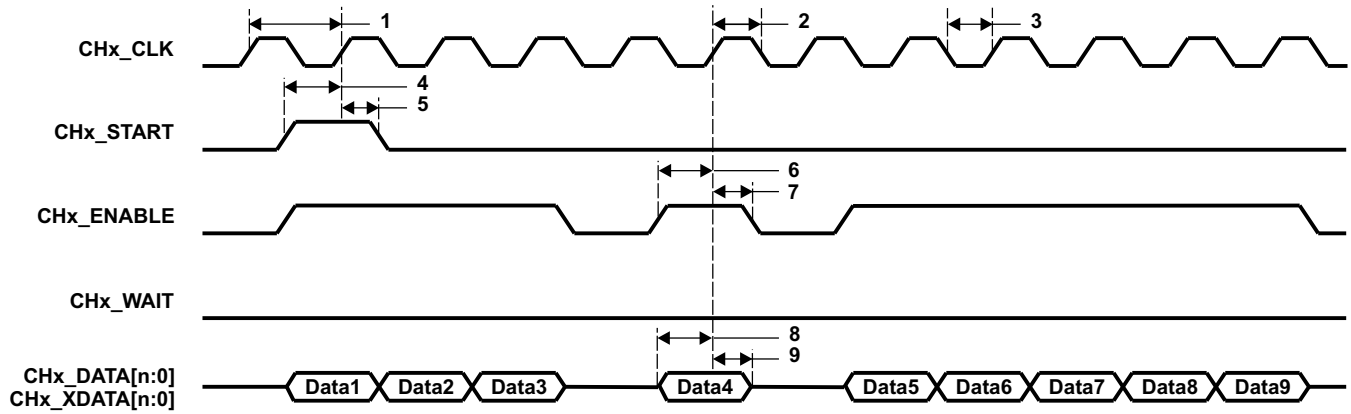 1 2 3
CHx_CLK
4
5
CHx_START
6
7
CHx_ENABLE
CHx_WAIT
8
9
CHx_DATA[n:0]
CHx_XDATA[n:0]
Data1 Data2 Data3 Data4 Data5 Data6 Data7 Data8 Data9